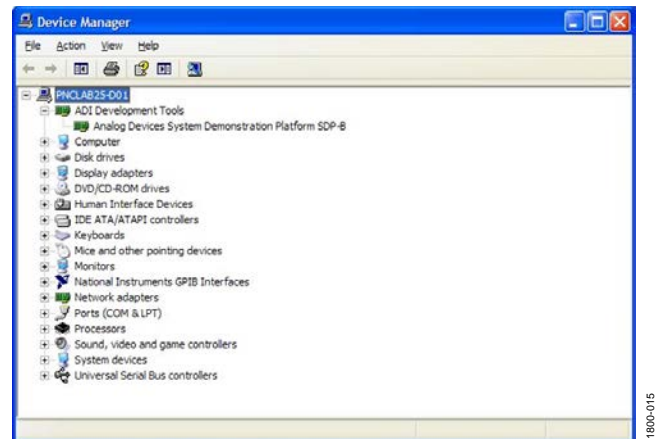 Device Manager
File Action View Help
PNCLAB25-D01
ADI Development Tools
Analog Devices System Demonstration Platform SDP-B
Computer
Disk drives
Display adapters
DVD/CD-ROM drives
Human Interface Devices
IDE ATA/ATAPI controllers
Keyboards
Mice and other pointing devices
Monitors
National Instruments GPIB Interfaces
Network adapters
Ports (COM & LPT)
Processors
Sound, video and game controllers
System devices
Universal Serial Bus controllers
1800-015